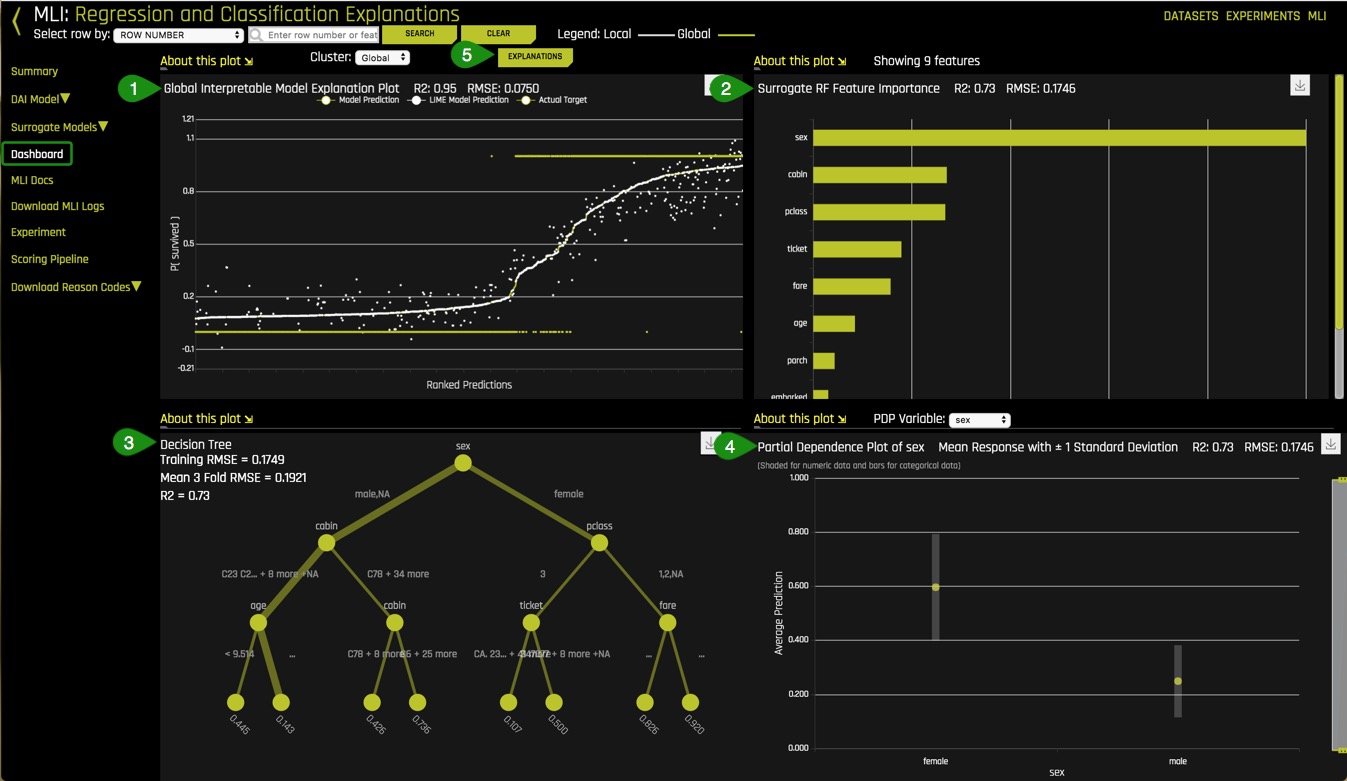 MLI: Regression and Classification Explanations
DATASETS EXPERIMENTS MLI
Select row by: ROW NUMBER Enter row number or feat SEARCH CLEAR Legend: Local Global
Summary
DAI Model
Surrogate Models
Dashboard
MLI Docs
Download MLI Logs
Experiment
Scoring Pipeline
Download Reason Codes
About this plot Cluster: Global 5 EXPLANATIONS
1 Global Interpretable Model Explanation Plot R2: 0.95 RMSE: 0.0750
Model Prediction LIME Model Prediction Actual Target
1.21
1.1
0.8
0.5
0.2
-0.1
-0.21
P( survived )
Ranked Predictions
About this plot Showing 9 features
2 Surrogate RF Feature Importance R2: 0.73 RMSE: 0.1746
sex
cabin
pclass
ticket
fare
age
parch
embarked
About this plot
3 Decision Tree
Training RMSE = 0.1749
Mean 3 Fold RMSE = 0.1921
R2 = 0.73
sex
male,NA female
cabin pclass
C23 C2... + 8 more +NA C78 + 34 more 3 1,2,NA
age cabin ticket fare
< 9.514 ... C78 + 8 more + 25 more CA. 23... + + 8 more +NA ... ...
0.445 0.143 0.426 0.736 0.107 0.500 0.826 0.920
About this plot PDP Variable: sex
4 Partial Dependence Plot of sex Mean Response with ± 1 Standard Deviation R2: 0.73 RMSE: 0.1746
(Shaded for numeric data and bars for categorical data)
1.000
0.800
0.600
0.400
0.200
0.000
Average Prediction
female male
sex